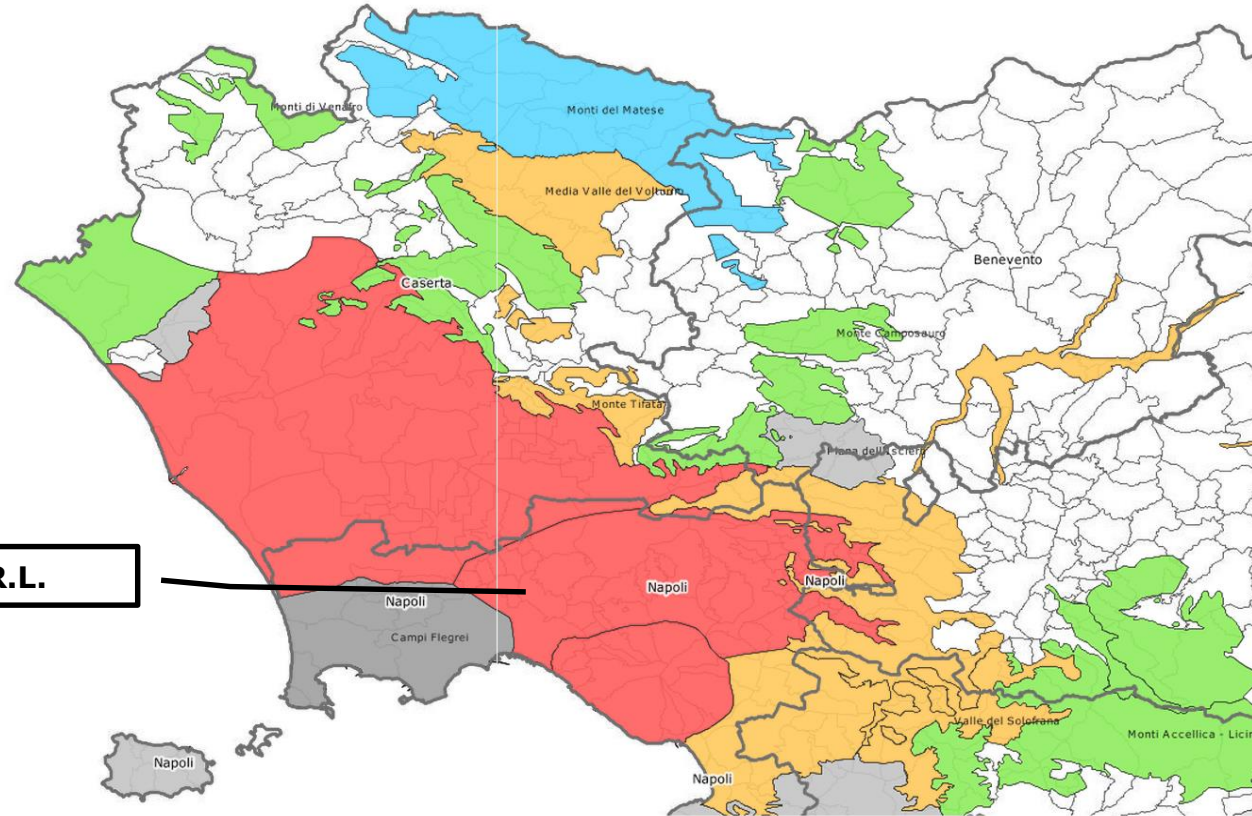 Monti di Venafro
Monti del Matese
Media Valle del Volturno
Benevento
Caserta
Monte Camposauro
Monte Tifata
Piana dell'Isclero
R.L.
Napoli
Napoli
Napoli
Campi Flegrei
Valle del Solofrana
Monti Accellica - Licin
Napoli
Napoli